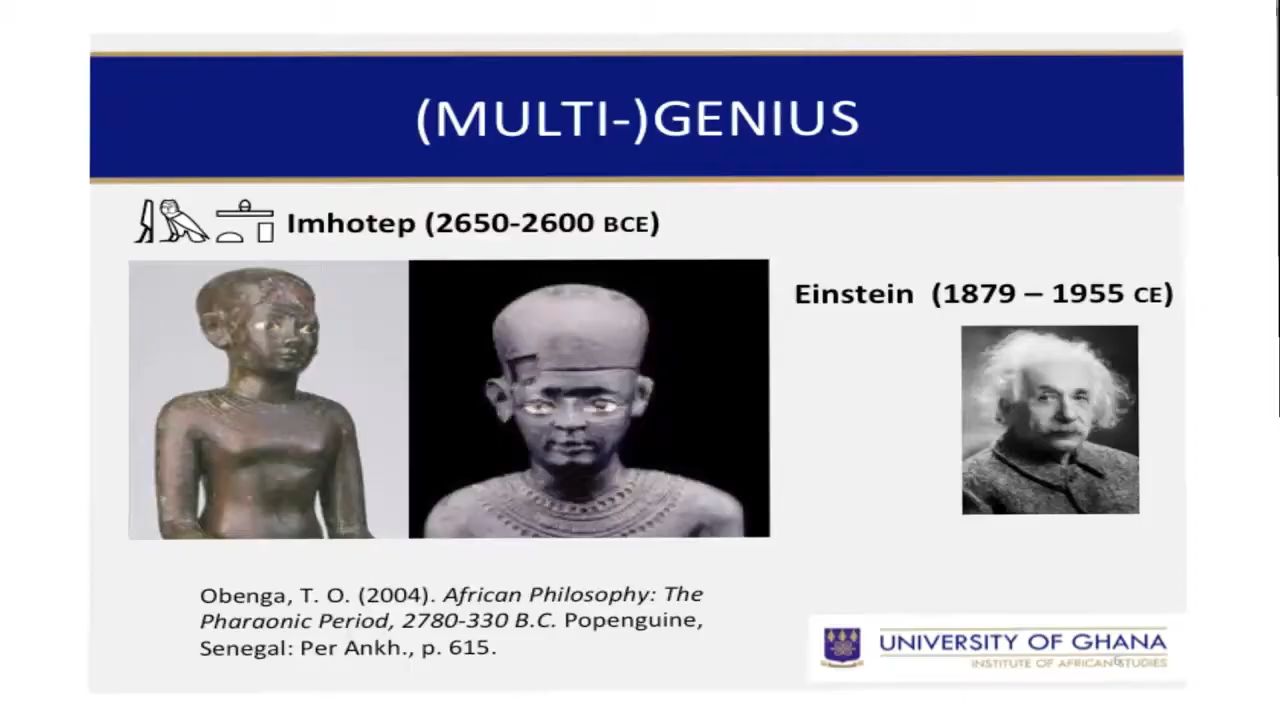 (MULTI-)GENIUS
Imhotep (2650-2600 BCE)
Einstein (1879 – 1955 CE)
Obenga, T. O. (2004). African Philosophy: The
Pharaonic Period, 2780-330 B.C. Popenguine,
Senegal: Per Ankh., p. 615.
UNIVERSITY OF GHANA
INSTITUTE OF AFRICAN STUDIES
6